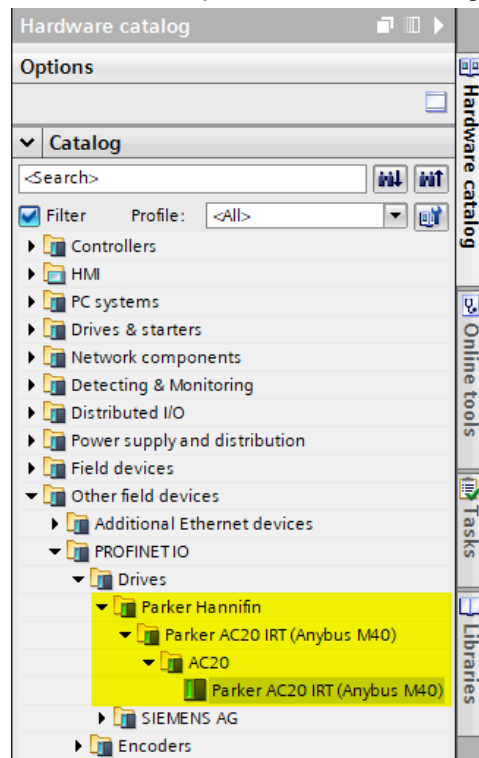 Hardware catalog
Options
Catalog
<Search>
Filter Profile: <All>
Controllers
HMI
PC systems
Drives & starters
Network components
Detecting & Monitoring
Distributed I/O
Power supply and distribution
Field devices
Other field devices
Additional Ethernet devices
PROFINET IO
Drives
Parker Hannifin
Parker AC20 IRT (Anybus M40)
AC20
Parker AC20 IRT (Anybus M40)
SIEMENS AG
Encoders
Hardware catalog
Online tools
Tasks
Libraries